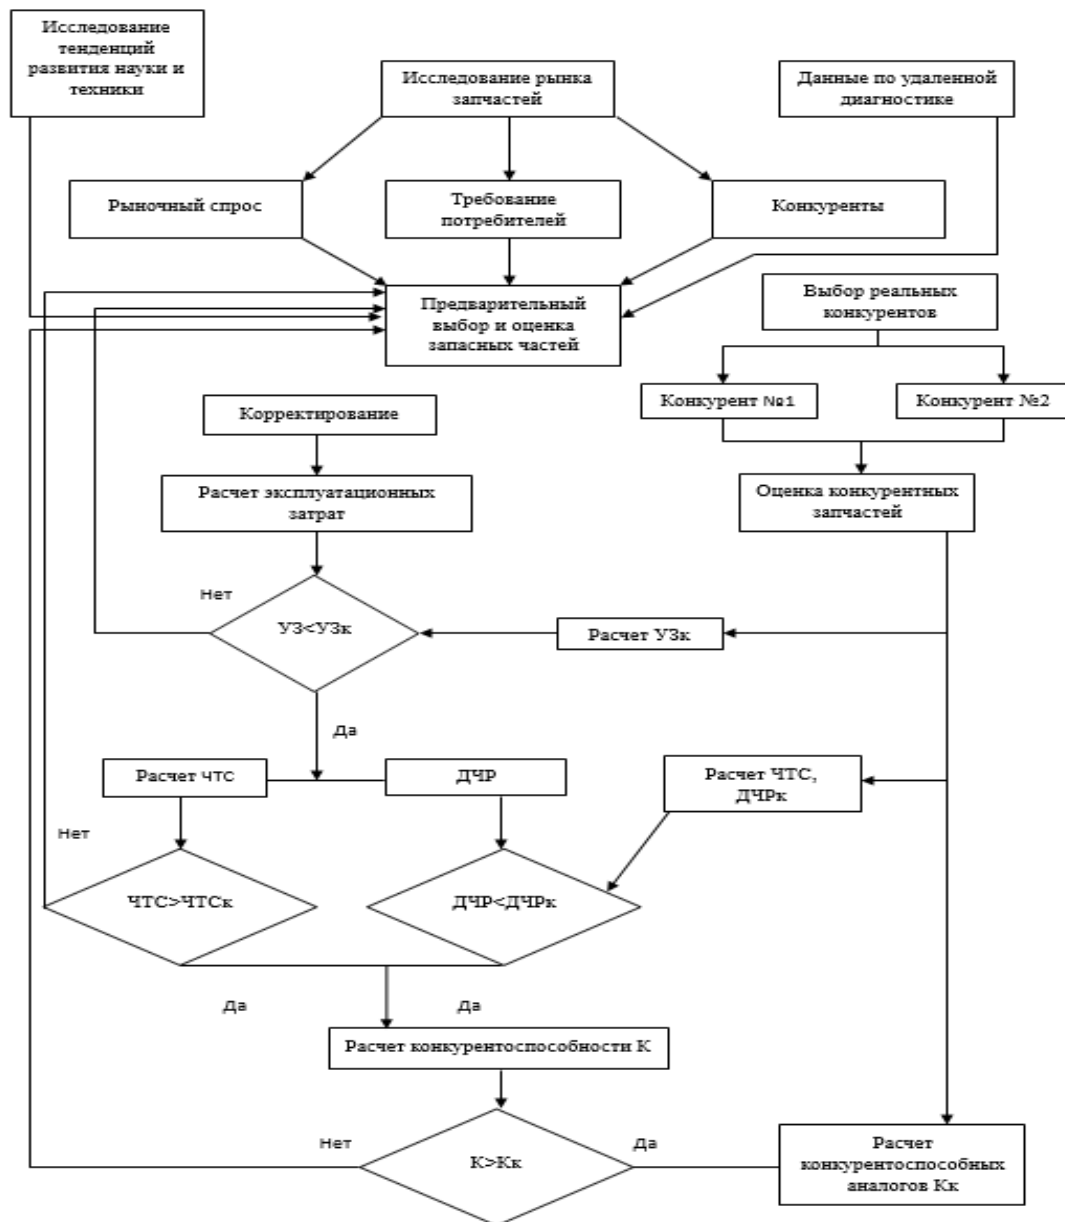 Исследование
тенденций
развития науки и
техники
Исследование рынка
запчастей
Данные по удаленной
диагностике
Рыночный спрос
Требование
потребителей
Конкуренты
Предварительный
выбор и оценка
запасных частей
Выбор реальных
конкурентов
Конкурент №1
Конкурент №2
Корректирование
Расчет эксплуатационных
затрат
Оценка конкурентных
запчастей
Нет
УЗ<УЗк
Расчет УЗк
Да
Расчет ЧТС
ДЧР
Расчет ЧТС,
ДЧРк
Нет
ЧТС>ЧТСк
ДЧР<ДЧРк
Да
Да
Расчет конкурентоспособности К
Нет
К>Кк
Да
Расчет
конкурентоспособных
аналогов Кк